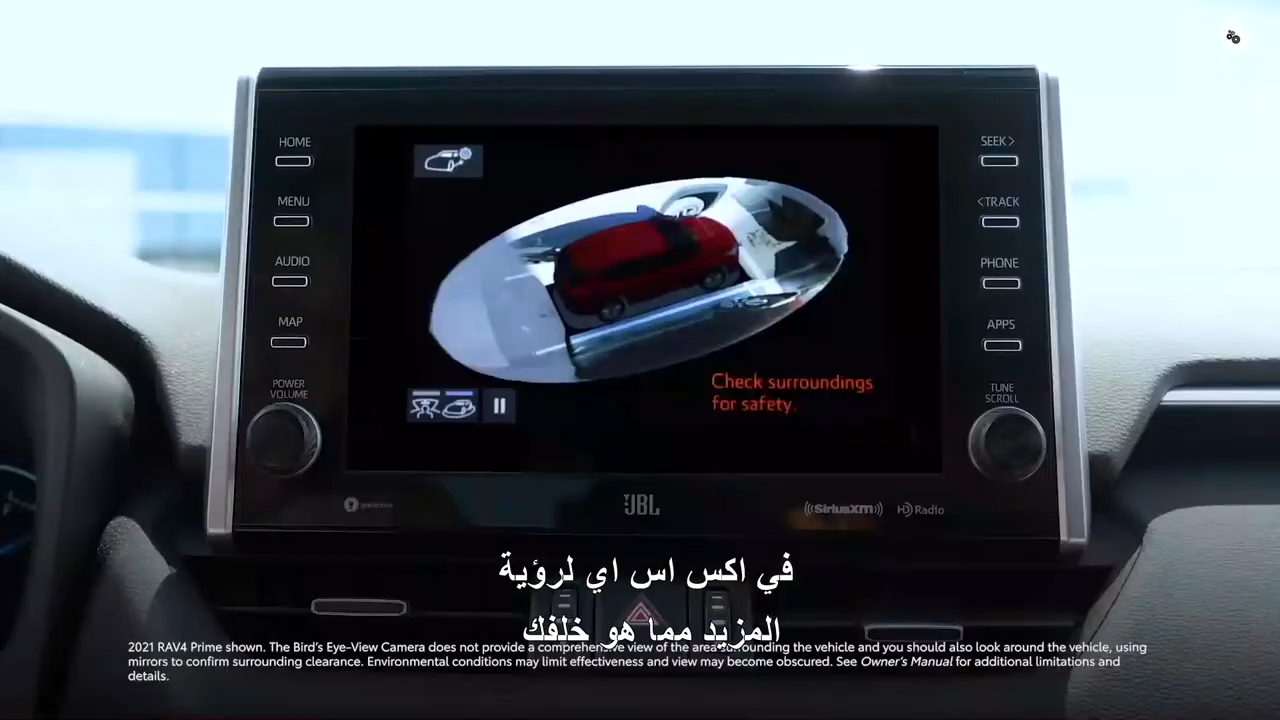 HOME
MENU
AUDIO
MAP
POWER
VOLUME
SEEK>
<TRACK
PHONE
APPS
TUNE
SCROLL
Check surroundings
for safety.
JBL
SiriusXM
HD Radio
في اكس اس اي لرؤية
المزيد مما هو خلفك
2021 RAV4 Prime shown. The Bird's Eye-View Camera does not provide a comprehensive view of the area surrounding the vehicle and you should also look around the vehicle, using
mirrors to confirm surrounding clearance. Environmental conditions may limit effectiveness and view may become obscured. See Owner's Manual for additional limitations and
details.